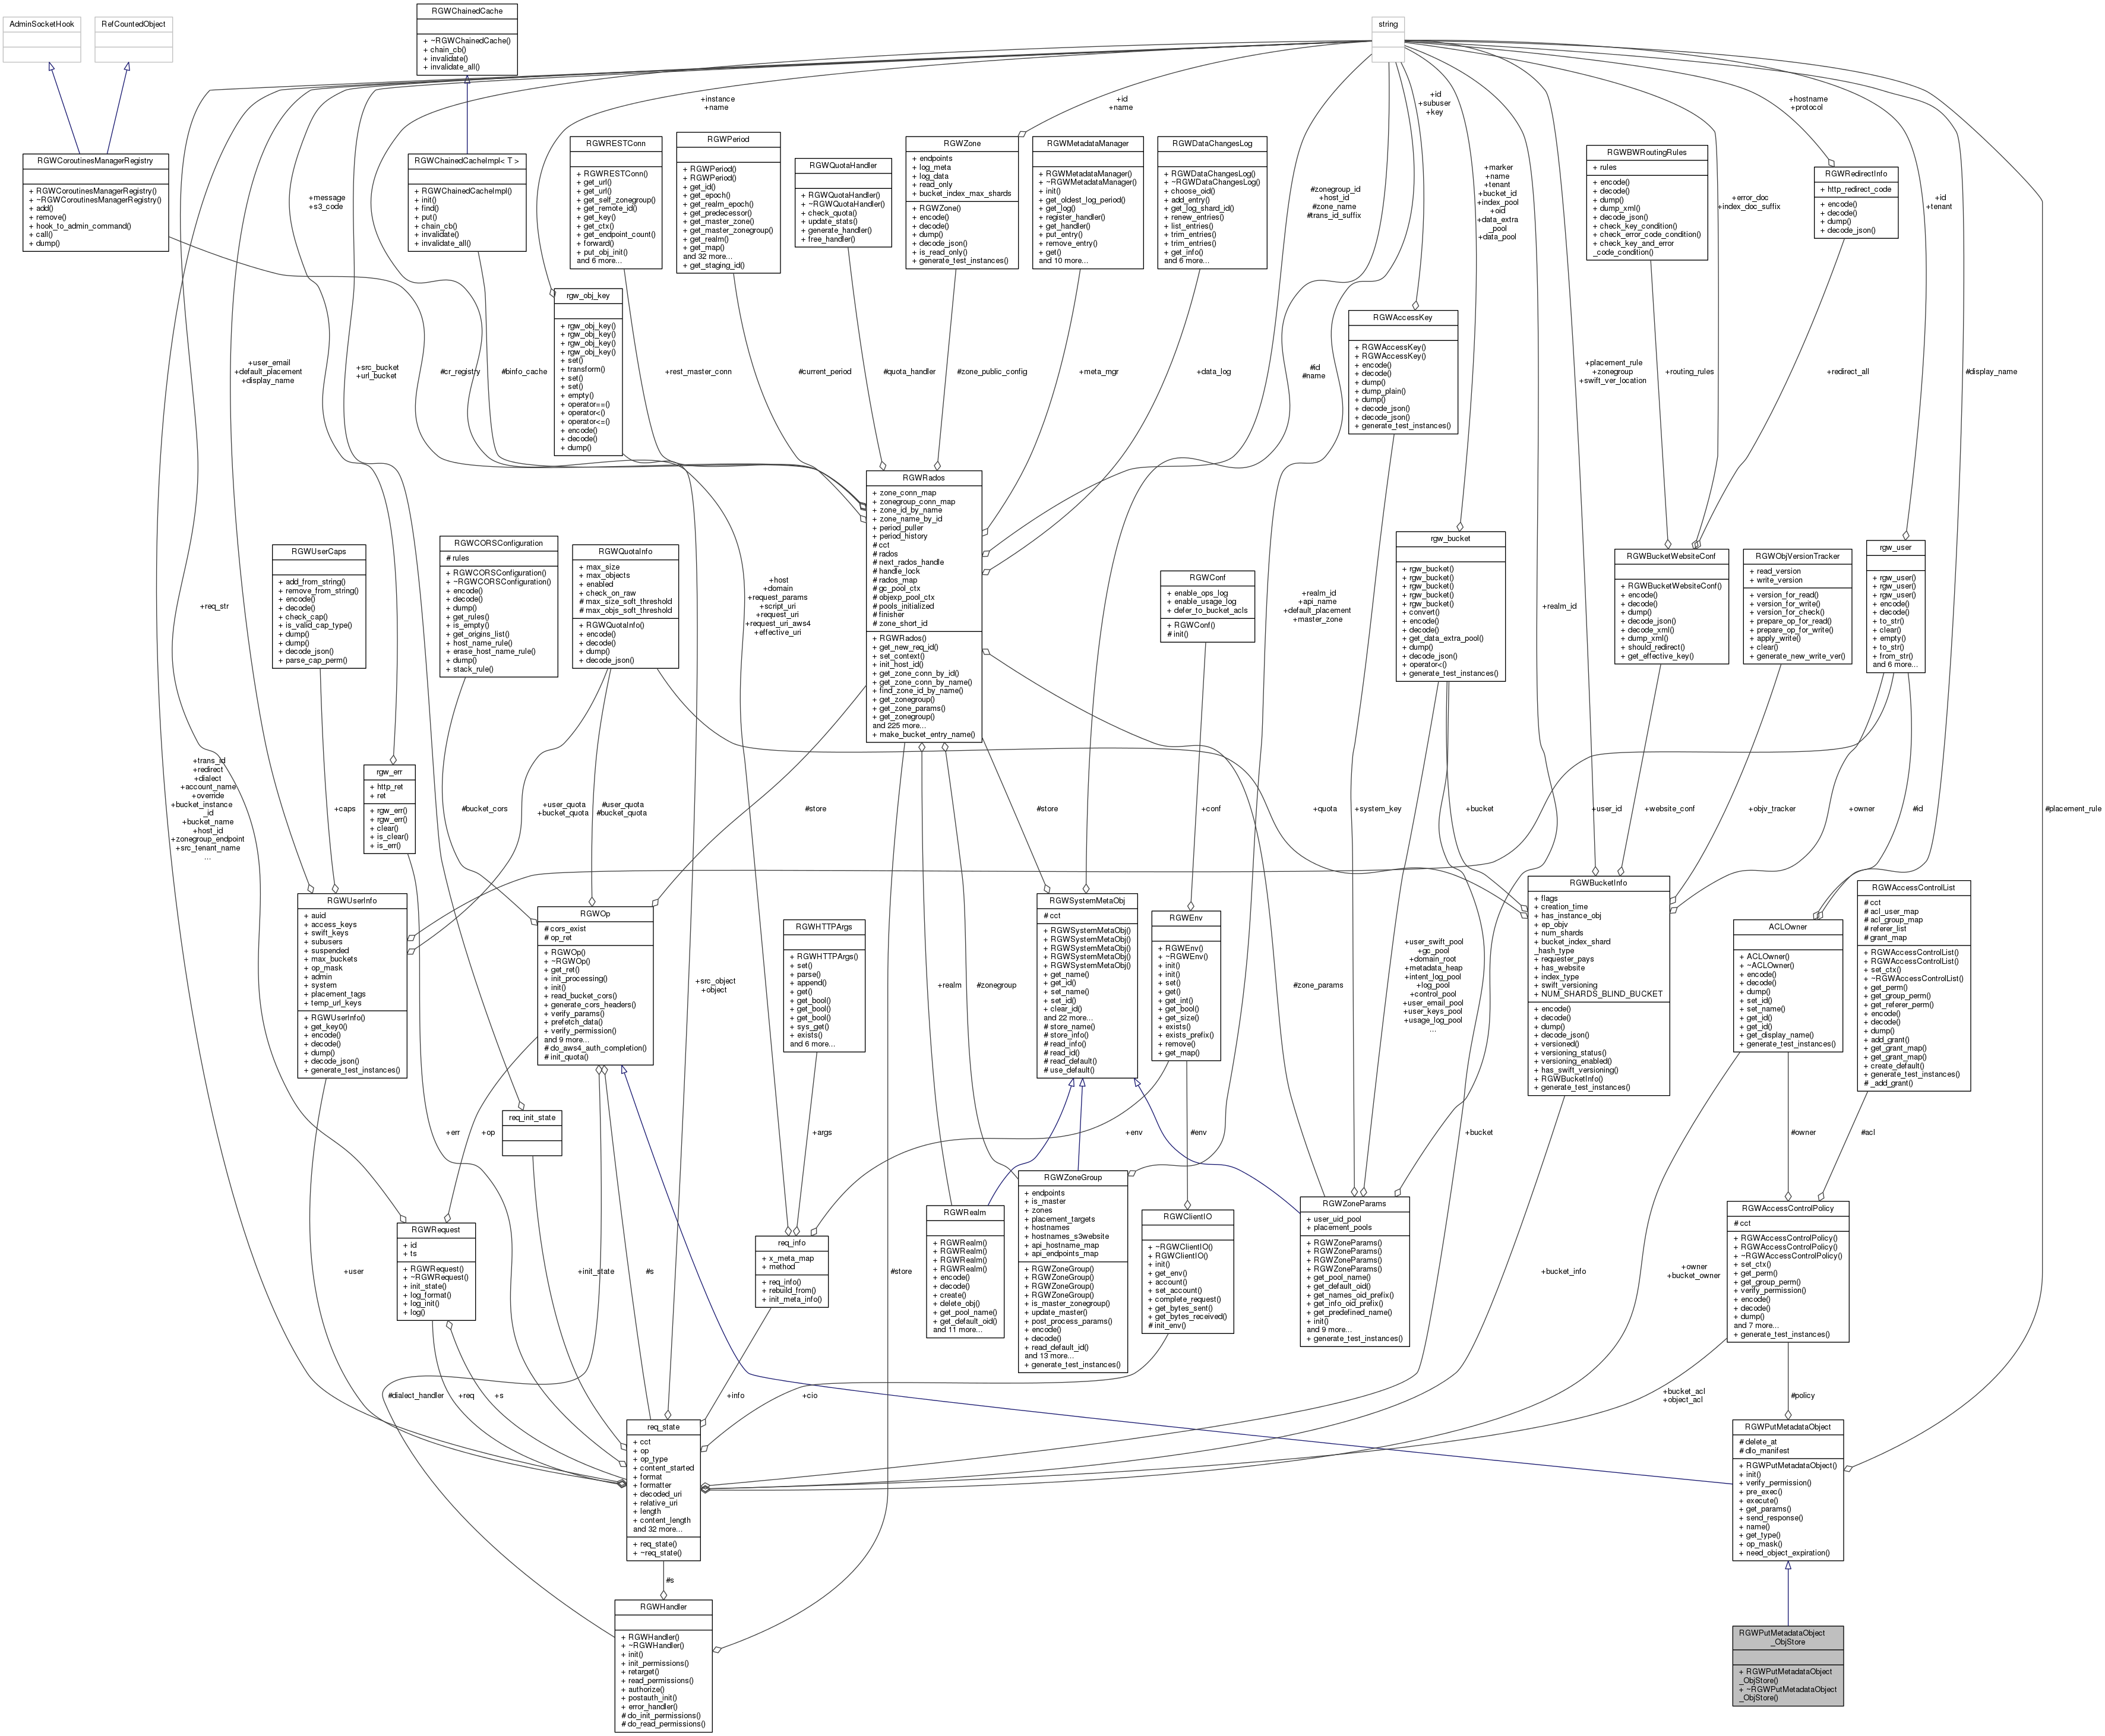 AdminSocketHook
RefCountedObject
RGWChainedCache
+ ~RGWChainedCache()
+ chain_cb()
+ invalidate()
+ invalidate_all()
string
RGWCoroutinesManagerRegistry
+ RGWCoroutinesManagerRegistry()
+ ~RGWCoroutinesManagerRegistry()
+ add()
+ remove()
+ hook_to_admin_command()
+ call()
+ dump()
RGWChainedCacheImpl< T >
+ RGWChainedCacheImpl()
+ init()
+ find()
+ put()
+ chain_cb()
+ invalidate()
+ invalidate_all()
+instance
+name
RGWRESTConn
+ RGWRESTConn()
+ get_url()
+ get_url()
+ get_self_zonegroup()
+ get_remote_id()
+ get_key()
+ get_ctx()
+ get_endpoint_count()
+ forward()
+ put_obj_init()
and 6 more...
RGWPeriod
+ RGWPeriod()
+ RGWPeriod()
+ get_id()
+ get_epoch()
+ get_realm_epoch()
+ get_predecessor()
+ get_master_zone()
+ get_master_zonegroup()
+ get_realm()
+ get_map()
and 32 more...
+ get_staging_id()
RGWQuotaHandler
+ RGWQuotaHandler()
+ ~RGWQuotaHandler()
+ check_quota()
+ update_stats()
+ generate_handler()
+ free_handler()
RGWZone
+ endpoints
+ log_meta
+ log_data
+ read_only
+ bucket_index_max_shards
+ RGWZone()
+ encode()
+ decode()
+ dump()
+ decode_json()
+ is_read_only()
+ generate_test_instances()
+id
+name
RGWMetadataManager
+ RGWMetadataManager()
+ ~RGWMetadataManager()
+ init()
+ get_oldest_log_period()
+ get_log()
+ register_handler()
+ get_handler()
+ put_entry()
+ remove_entry()
+ get()
and 10 more...
RGWDataChangesLog
+ RGWDataChangesLog()
+ ~RGWDataChangesLog()
+ choose_oid()
+ add_entry()
+ get_log_shard_id()
+ renew_entries()
+ list_entries()
+ trim_entries()
+ trim_entries()
+ get_info()
and 6 more...
#zonegroup_id
+host_id
#zone_name
#trans_id_suffix
+id
+subuser
+key
+marker
+name
+tenant
+bucket_id
+index_pool
+oid
+data_extra
_pool
+data_pool
RGWBWRoutingRules
+ rules
+ encode()
+ decode()
+ dump()
+ dump_xml()
+ decode_json()
+ check_key_condition()
+ check_error_code_condition()
+ check_key_and_error
_code_condition()
+error_doc
+index_doc_suffix
+hostname
+protocol
RGWRedirectInfo
+ http_redirect_code
+ encode()
+ decode()
+ dump()
+ decode_json()
+id
+tenant
+message
+s3_code
rgw_obj_key
+ rgw_obj_key()
+ rgw_obj_key()
+ rgw_obj_key()
+ rgw_obj_key()
+ set()
+ transform()
+ set()
+ set()
+ empty()
+ operator==()
+ operator<()
+ operator<=()
+ encode()
+ decode()
+ dump()
RGWAccessKey
+ RGWAccessKey()
+ RGWAccessKey()
+ encode()
+ decode()
+ dump()
+ dump_plain()
+ dump()
+ decode_json()
+ decode_json()
+ generate_test_instances()
+user_email
+default_placement
+display_name
+src_bucket
+url_bucket
#cr_registry
#binfo_cache
+rest_master_conn
#current_period
#quota_handler
#zone_public_config
+meta_mgr
+data_log
#id
#name
+placement_rule
+zonegroup
+swift_ver_location
+routing_rules
+redirect_all
#display_name
RGWRados
+ zone_conn_map
+ zonegroup_conn_map
+ zone_id_by_name
+ zone_name_by_id
+ period_puller
+ period_history
# cct
# rados
# next_rados_handle
# handle_lock
# rados_map
# gc_pool_ctx
# objexp_pool_ctx
# pools_initialized
# finisher
# zone_short_id
+ RGWRados()
+ get_new_req_id()
+ set_context()
+ init_host_id()
+ get_zone_conn_by_id()
+ get_zone_conn_by_name()
+ find_zone_id_by_name()
+ get_zonegroup()
+ get_zone_params()
+ get_zonegroup()
and 225 more...
+ make_bucket_entry_name()
+req_str
RGWUserCaps
+ add_from_string()
+ remove_from_string()
+ encode()
+ decode()
+ check_cap()
+ is_valid_cap_type()
+ dump()
+ dump()
+ decode_json()
+ parse_cap_perm()
RGWCORSConfiguration
# rules
+ RGWCORSConfiguration()
+ ~RGWCORSConfiguration()
+ encode()
+ decode()
+ dump()
+ get_rules()
+ is_empty()
+ get_origins_list()
+ host_name_rule()
+ erase_host_name_rule()
+ dump()
+ stack_rule()
RGWQuotaInfo
+ max_size
+ max_objects
+ enabled
+ check_on_raw
# max_size_soft_threshold
# max_objs_soft_threshold
+ RGWQuotaInfo()
+ encode()
+ decode()
+ dump()
+ decode_json()
+host
+domain
+request_params
+script_uri
+request_uri
+request_uri_aws4
+effective_uri
RGWConf
+ enable_ops_log
+ enable_usage_log
+ defer_to_bucket_acls
+ RGWConf()
# init()
+realm_id
+api_name
+default_placement
+master_zone
rgw_bucket
+ rgw_bucket()
+ rgw_bucket()
+ rgw_bucket()
+ rgw_bucket()
+ rgw_bucket()
+ convert()
+ encode()
+ decode()
+ get_data_extra_pool()
+ dump()
+ decode_json()
+ operator<()
+ generate_test_instances()
+realm_id
RGWBucketWebsiteConf
+ RGWBucketWebsiteConf()
+ encode()
+ decode()
+ dump()
+ decode_json()
+ decode_xml()
+ dump_xml()
+ should_redirect()
+ get_effective_key()
RGWObjVersionTracker
+ read_version
+ write_version
+ version_for_read()
+ version_for_write()
+ version_for_check()
+ prepare_op_for_read()
+ prepare_op_for_write()
+ apply_write()
+ clear()
+ generate_new_write_ver()
rgw_user
+ rgw_user()
+ rgw_user()
+ rgw_user()
+ encode()
+ decode()
+ to_str()
+ clear()
+ empty()
+ to_str()
+ from_str()
and 6 more...
+trans_id
+redirect
+dialect
+account_name
+override
+bucket_instance
_id
+bucket_name
+host_id
+zonegroup_endpoint
+src_tenant_name
...
+caps
rgw_err
+ http_ret
+ ret
+ rgw_err()
+ rgw_err()
+ clear()
+ is_clear()
+ is_err()
#bucket_cors
+user_quota
+bucket_quota
#user_quota
#bucket_quota
#store
#store
+conf
+quota
+system_key
+bucket
+user_id
+website_conf
+objv_tracker
+owner
#id
#placement_rule
RGWUserInfo
+ auid
+ access_keys
+ swift_keys
+ subusers
+ suspended
+ max_buckets
+ op_mask
+ admin
+ system
+ placement_tags
+ temp_url_keys
+ RGWUserInfo()
+ get_key0()
+ encode()
+ decode()
+ dump()
+ decode_json()
+ generate_test_instances()
RGWOp
# cors_exist
# op_ret
+ RGWOp()
+ ~RGWOp()
+ get_ret()
+ init_processing()
+ init()
+ read_bucket_cors()
+ generate_cors_headers()
+ verify_params()
+ prefetch_data()
+ verify_permission()
and 9 more...
# do_aws4_auth_completion()
# init_quota()
+src_object
+object
RGWHTTPArgs
+ RGWHTTPArgs()
+ set()
+ parse()
+ append()
+ get()
+ get_bool()
+ get_bool()
+ get_bool()
+ sys_get()
+ exists()
and 6 more...
+realm
#zonegroup
RGWSystemMetaObj
# cct
+ RGWSystemMetaObj()
+ RGWSystemMetaObj()
+ RGWSystemMetaObj()
+ RGWSystemMetaObj()
+ RGWSystemMetaObj()
+ get_name()
+ get_id()
+ set_name()
+ set_id()
+ clear_id()
and 22 more...
# store_name()
# store_info()
# read_info()
# read_id()
# read_default()
# use_default()
RGWEnv
+ RGWEnv()
+ ~RGWEnv()
+ init()
+ init()
+ set()
+ get()
+ get_int()
+ get_bool()
+ get_size()
+ exists()
+ exists_prefix()
+ remove()
+ get_map()
#zone_params
+user_swift_pool
+gc_pool
+domain_root
+metadata_heap
+intent_log_pool
+log_pool
+control_pool
+user_email_pool
+user_keys_pool
+usage_log_pool
...
RGWBucketInfo
+ flags
+ creation_time
+ has_instance_obj
+ ep_objv
+ num_shards
+ bucket_index_shard
_hash_type
+ requester_pays
+ has_website
+ index_type
+ swift_versioning
+ NUM_SHARDS_BLIND_BUCKET
+ encode()
+ decode()
+ dump()
+ decode_json()
+ versioned()
+ versioning_status()
+ versioning_enabled()
+ has_swift_versioning()
+ RGWBucketInfo()
+ generate_test_instances()
ACLOwner
+ ACLOwner()
+ ~ACLOwner()
+ encode()
+ decode()
+ dump()
+ set_id()
+ set_name()
+ get_id()
+ get_id()
+ get_display_name()
+ generate_test_instances()
RGWAccessControlList
# cct
# acl_user_map
# acl_group_map
# referer_list
# grant_map
+ RGWAccessControlList()
+ RGWAccessControlList()
+ set_ctx()
+ ~RGWAccessControlList()
+ get_perm()
+ get_group_perm()
+ get_referer_perm()
+ encode()
+ decode()
+ dump()
+ add_grant()
+ get_grant_map()
+ get_grant_map()
+ create_default()
+ generate_test_instances()
# _add_grant()
req_init_state
+err
+op
+args
+env
#env
+bucket
#owner
#acl
RGWRequest
+ id
+ ts
+ RGWRequest()
+ ~RGWRequest()
+ init_state()
+ log_format()
+ log_init()
+ log()
+user
+init_state
#s
req_info
+ x_meta_map
+ method
+ req_info()
+ rebuild_from()
+ init_meta_info()
#store
RGWRealm
+ RGWRealm()
+ RGWRealm()
+ RGWRealm()
+ RGWRealm()
+ encode()
+ decode()
+ create()
+ delete_obj()
+ get_pool_name()
+ get_default_oid()
and 11 more...
RGWZoneGroup
+ endpoints
+ is_master
+ zones
+ placement_targets
+ hostnames
+ hostnames_s3website
+ api_hostname_map
+ api_endpoints_map
+ RGWZoneGroup()
+ RGWZoneGroup()
+ RGWZoneGroup()
+ RGWZoneGroup()
+ is_master_zonegroup()
+ update_master()
+ post_process_params()
+ encode()
+ decode()
+ read_default_id()
and 13 more...
+ generate_test_instances()
RGWClientIO
+ ~RGWClientIO()
+ RGWClientIO()
+ init()
+ get_env()
+ account()
+ set_account()
+ complete_request()
+ get_bytes_sent()
+ get_bytes_received()
# init_env()
RGWZoneParams
+ user_uid_pool
+ placement_pools
+ RGWZoneParams()
+ RGWZoneParams()
+ RGWZoneParams()
+ RGWZoneParams()
+ get_pool_name()
+ get_default_oid()
+ get_names_oid_prefix()
+ get_info_oid_prefix()
+ get_predefined_name()
+ init()
and 9 more...
+ generate_test_instances()
+bucket_info
+owner
+bucket_owner
RGWAccessControlPolicy
# cct
+ RGWAccessControlPolicy()
+ RGWAccessControlPolicy()
+ ~RGWAccessControlPolicy()
+ set_ctx()
+ get_perm()
+ get_group_perm()
+ verify_permission()
+ encode()
+ decode()
+ dump()
and 7 more...
+ generate_test_instances()
#dialect_handler
+req
+s
+info
+cio
+bucket_acl
+object_acl
#policy
req_state
+ cct
+ op
+ op_type
+ content_started
+ format
+ formatter
+ decoded_uri
+ relative_uri
+ length
+ content_length
and 32 more...
+ req_state()
+ ~req_state()
RGWPutMetadataObject
# delete_at
# dlo_manifest
+ RGWPutMetadataObject()
+ init()
+ verify_permission()
+ pre_exec()
+ execute()
+ get_params()
+ send_response()
+ name()
+ get_type()
+ op_mask()
+ need_object_expiration()
#s
RGWHandler
+ RGWHandler()
+ ~RGWHandler()
+ init()
+ init_permissions()
+ retarget()
+ read_permissions()
+ authorize()
+ postauth_init()
+ error_handler()
# do_init_permissions()
# do_read_permissions()
RGWPutMetadataObject
_ObjStore
+ RGWPutMetadataObject
_ObjStore()
+ ~RGWPutMetadataObject
_ObjStore()